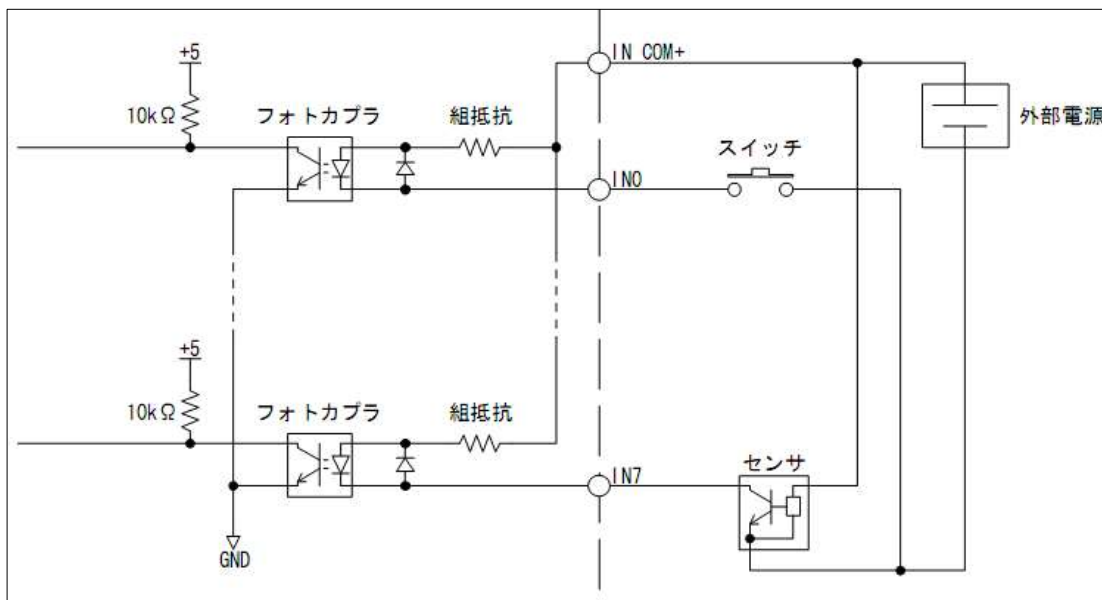 IN COM+
+5
10kΩ
フォトカプラ
組抵抗
外部電源
スイッチ
IN0
+5
10kΩ
フォトカプラ
組抵抗
センサ
IN7
GND